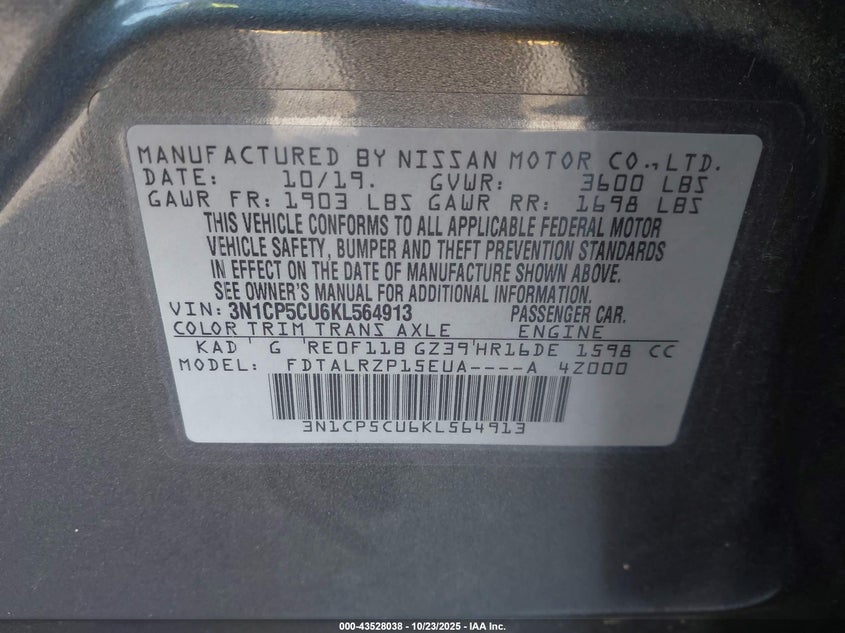 MANUFACTURED BY NISSAN MOTOR CO.,LTD.
DATE: 10/19. GVWR: 3600 LBS
GAWR FR: 1903 LBS GAWR RR: 1698 LBS
THIS VEHICLE CONFORMS TO ALL APPLICABLE FEDERAL MOTOR
VEHICLE SAFETY, BUMPER AND THEFT PREVENTION STANDARDS
IN EFFECT ON THE DATE OF MANUFACTURE SHOWN ABOVE.
SEE OWNER'S MANUAL FOR ADDITIONAL INFORMATION.
VIN: 3N1CP5CU6KL564913 PASSENGER CAR.
COLOR TRIM TRANS AXLE ENGINE
KAD ' G ' RE0F11B GZ39'HR16DE 1598 CC
MODEL: FDTALRZP15EUA----A 4Z000
3N1CP5CU6KL564913
000-43528038 - 10/23/2025 - IAA Inc.